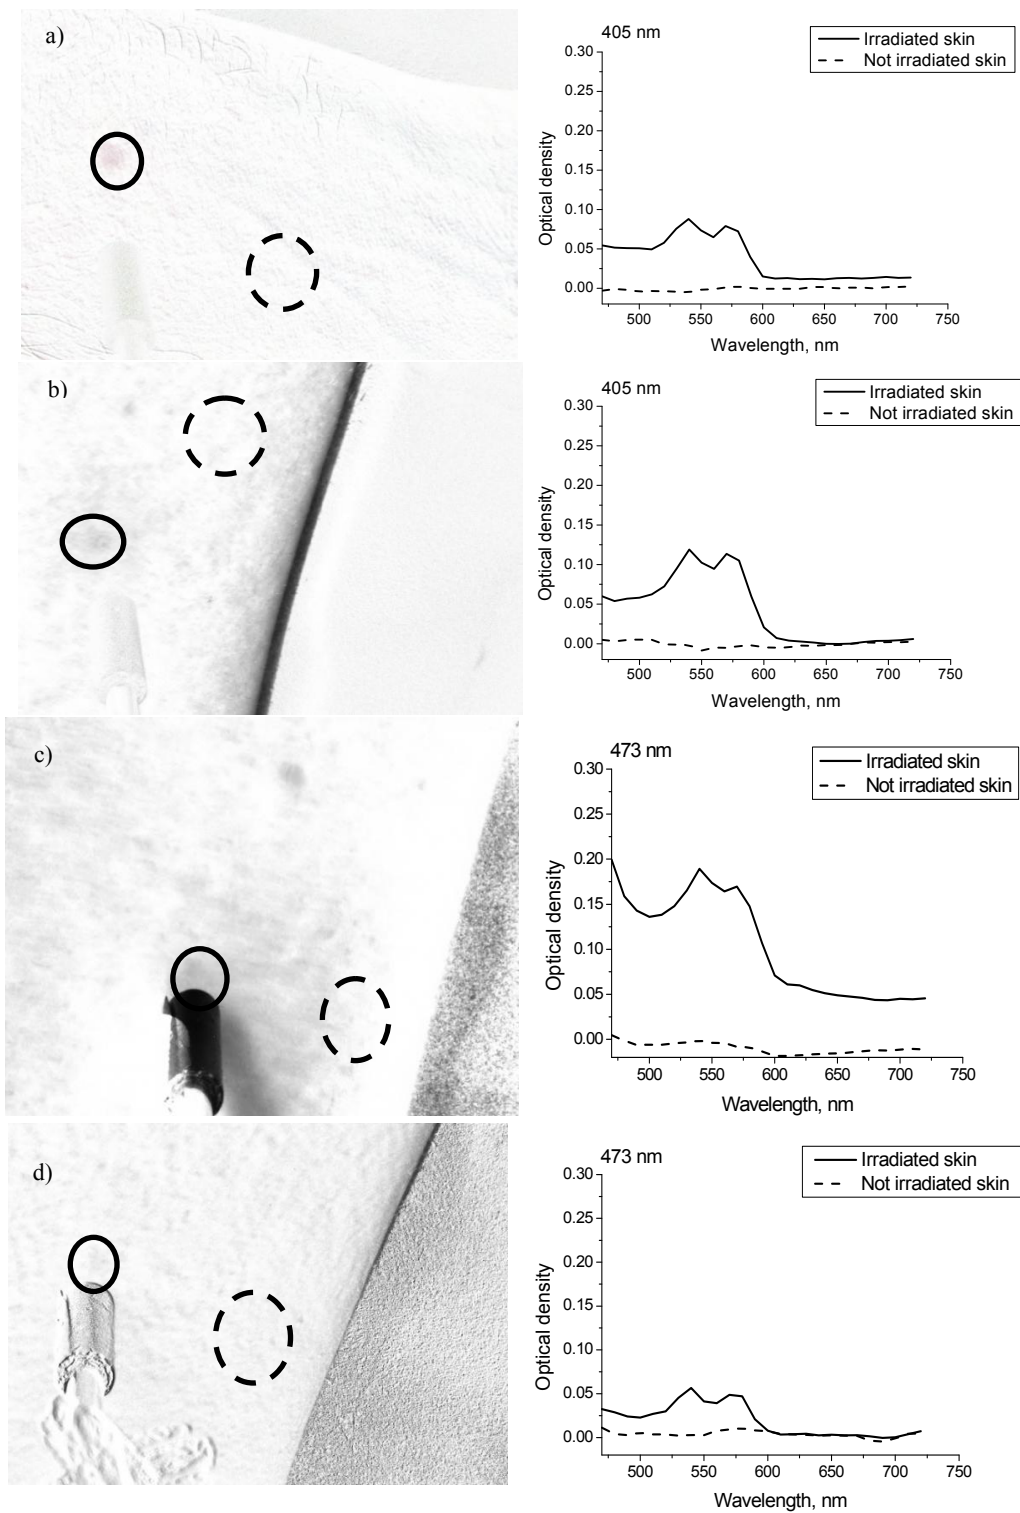 a)
405 nm
Irradiated skin
Not irradiated skin
0.30
0.25
0.20
0.15
0.10
0.05
0.00
Optical density
500 550 600 650 700 750
Wavelength, nm
b)
405 nm
Irradiated skin
Not irradiated skin
0.30
0.25
0.20
0.15
0.10
0.05
0.00
Optical density
500 550 600 650 700 750
Wavelength, nm
c)
473 nm
Irradiated skin
Not irradiated skin
0.30
0.25
0.20
0.15
0.10
0.05
0.00
Optical density
500 550 600 650 700 750
Wavelength, nm
d)
473 nm
Irradiated skin
Not irradiated skin
0.30
0.25
0.20
0.15
0.10
0.05
0.00
Optical density
500 550 600 650 700 750
Wavelength, nm